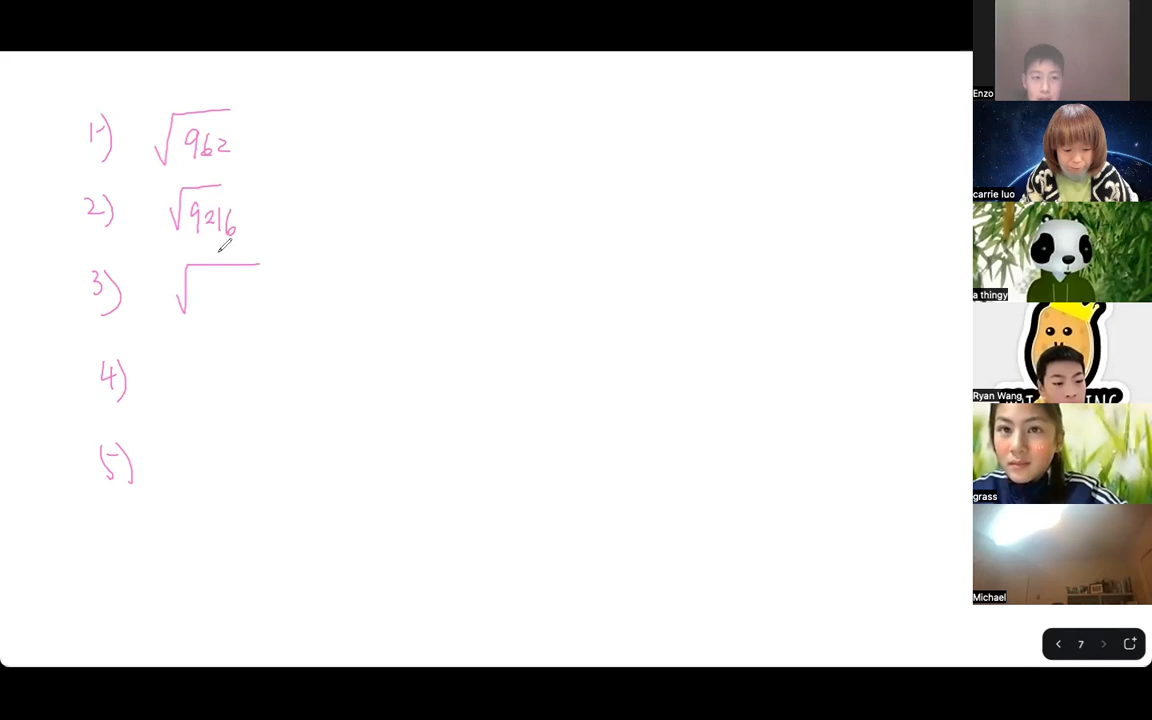 1) √962
2) √9216
3) √
4)
5)
Enzo
carrie luo
a thingy
Ryan Wang
grass
Michael
7